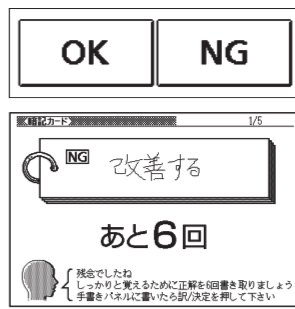 OK NG
暗記カード 1/5
NG 改善する
あと6回
残念でしたね
しっかりと覚えるために正解を6回書き取りましょう
手書きパネルに書いたら訳/決定を押して下さい